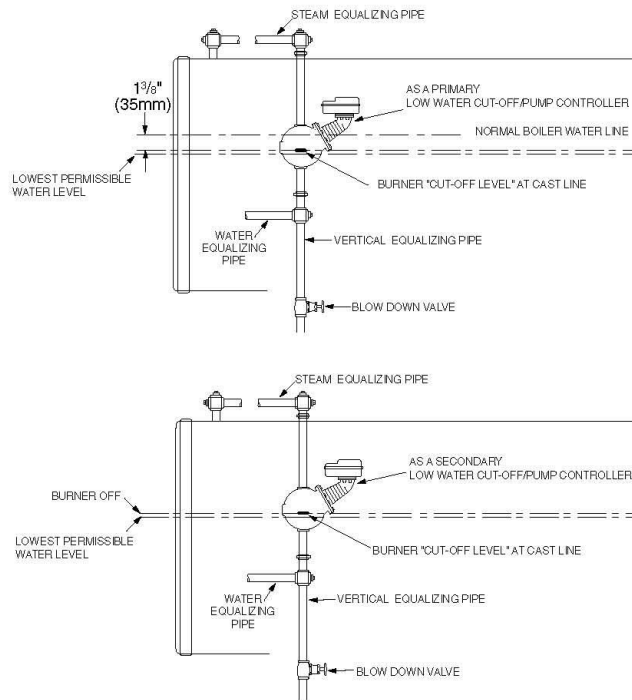 STEAM EQUALIZING PIPE
1 3/8"
(35mm)
AS A PRIMARY
LOW WATER CUT-OFF/PUMP CONTROLLER
NORMAL BOILER WATER LINE
LOWEST PERMISSIBLE
WATER LEVEL
BURNER "CUT-OFF LEVEL" AT CAST LINE
WATER
EQUALIZING
PIPE
VERTICAL EQUALIZING PIPE
BLOW DOWN VALVE
STEAM EQUALIZING PIPE
AS A SECONDARY
LOW WATER CUT-OFF/PUMP CONTROLLER
BURNER OFF
LOWEST PERMISSIBLE
WATER LEVEL
BURNER "CUT-OFF LEVEL" AT CAST LINE
WATER
EQUALIZING
PIPE
VERTICAL EQUALIZING PIPE
BLOW DOWN VALVE